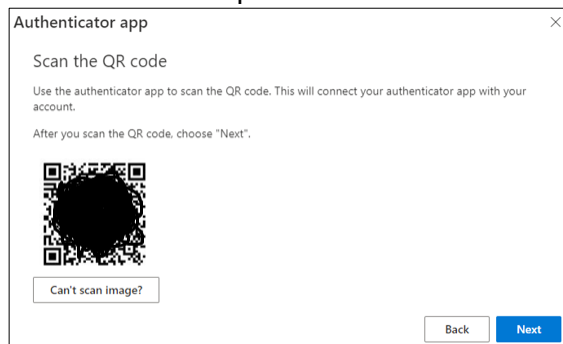 Authenticator app
Scan the QR code
Use the authenticator app to scan the QR code. This will connect your authenticator app with your
account.
After you scan the QR code, choose "Next".
Can't scan image?
Back
Next